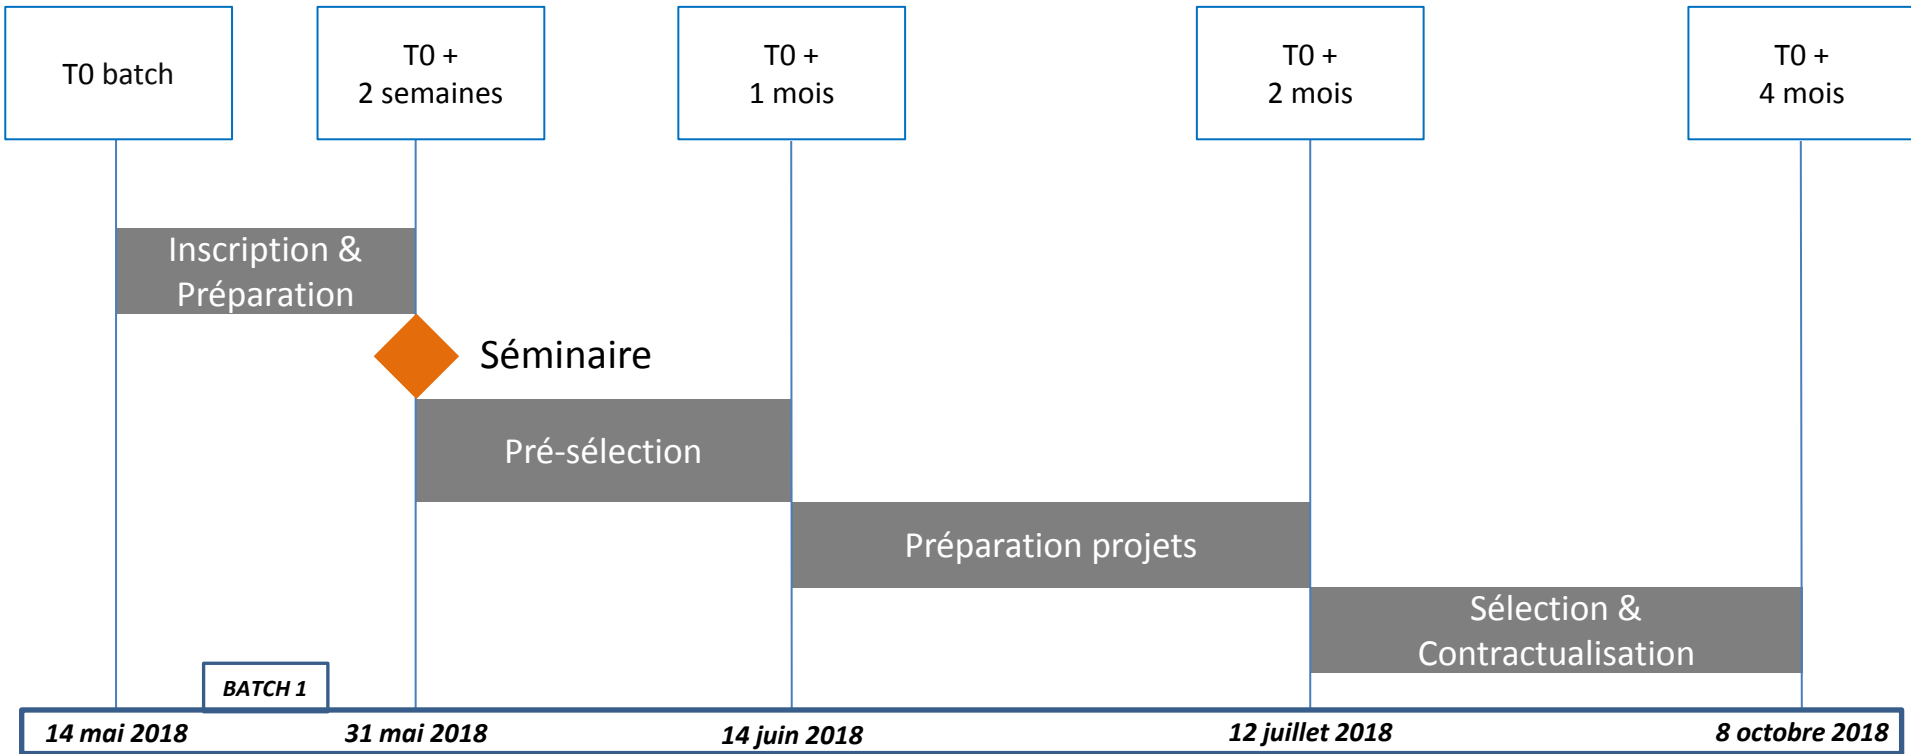 T0 batch
T0 +
2 semaines
T0 +
1 mois
T0 +
2 mois
T0 +
4 mois
Inscription &
Préparation
Séminaire
Pré-sélection
Préparation projets
Sélection &
Contractualisation
BATCH 1
14 mai 2018
31 mai 2018
14 juin 2018
12 juillet 2018
8 octobre 2018